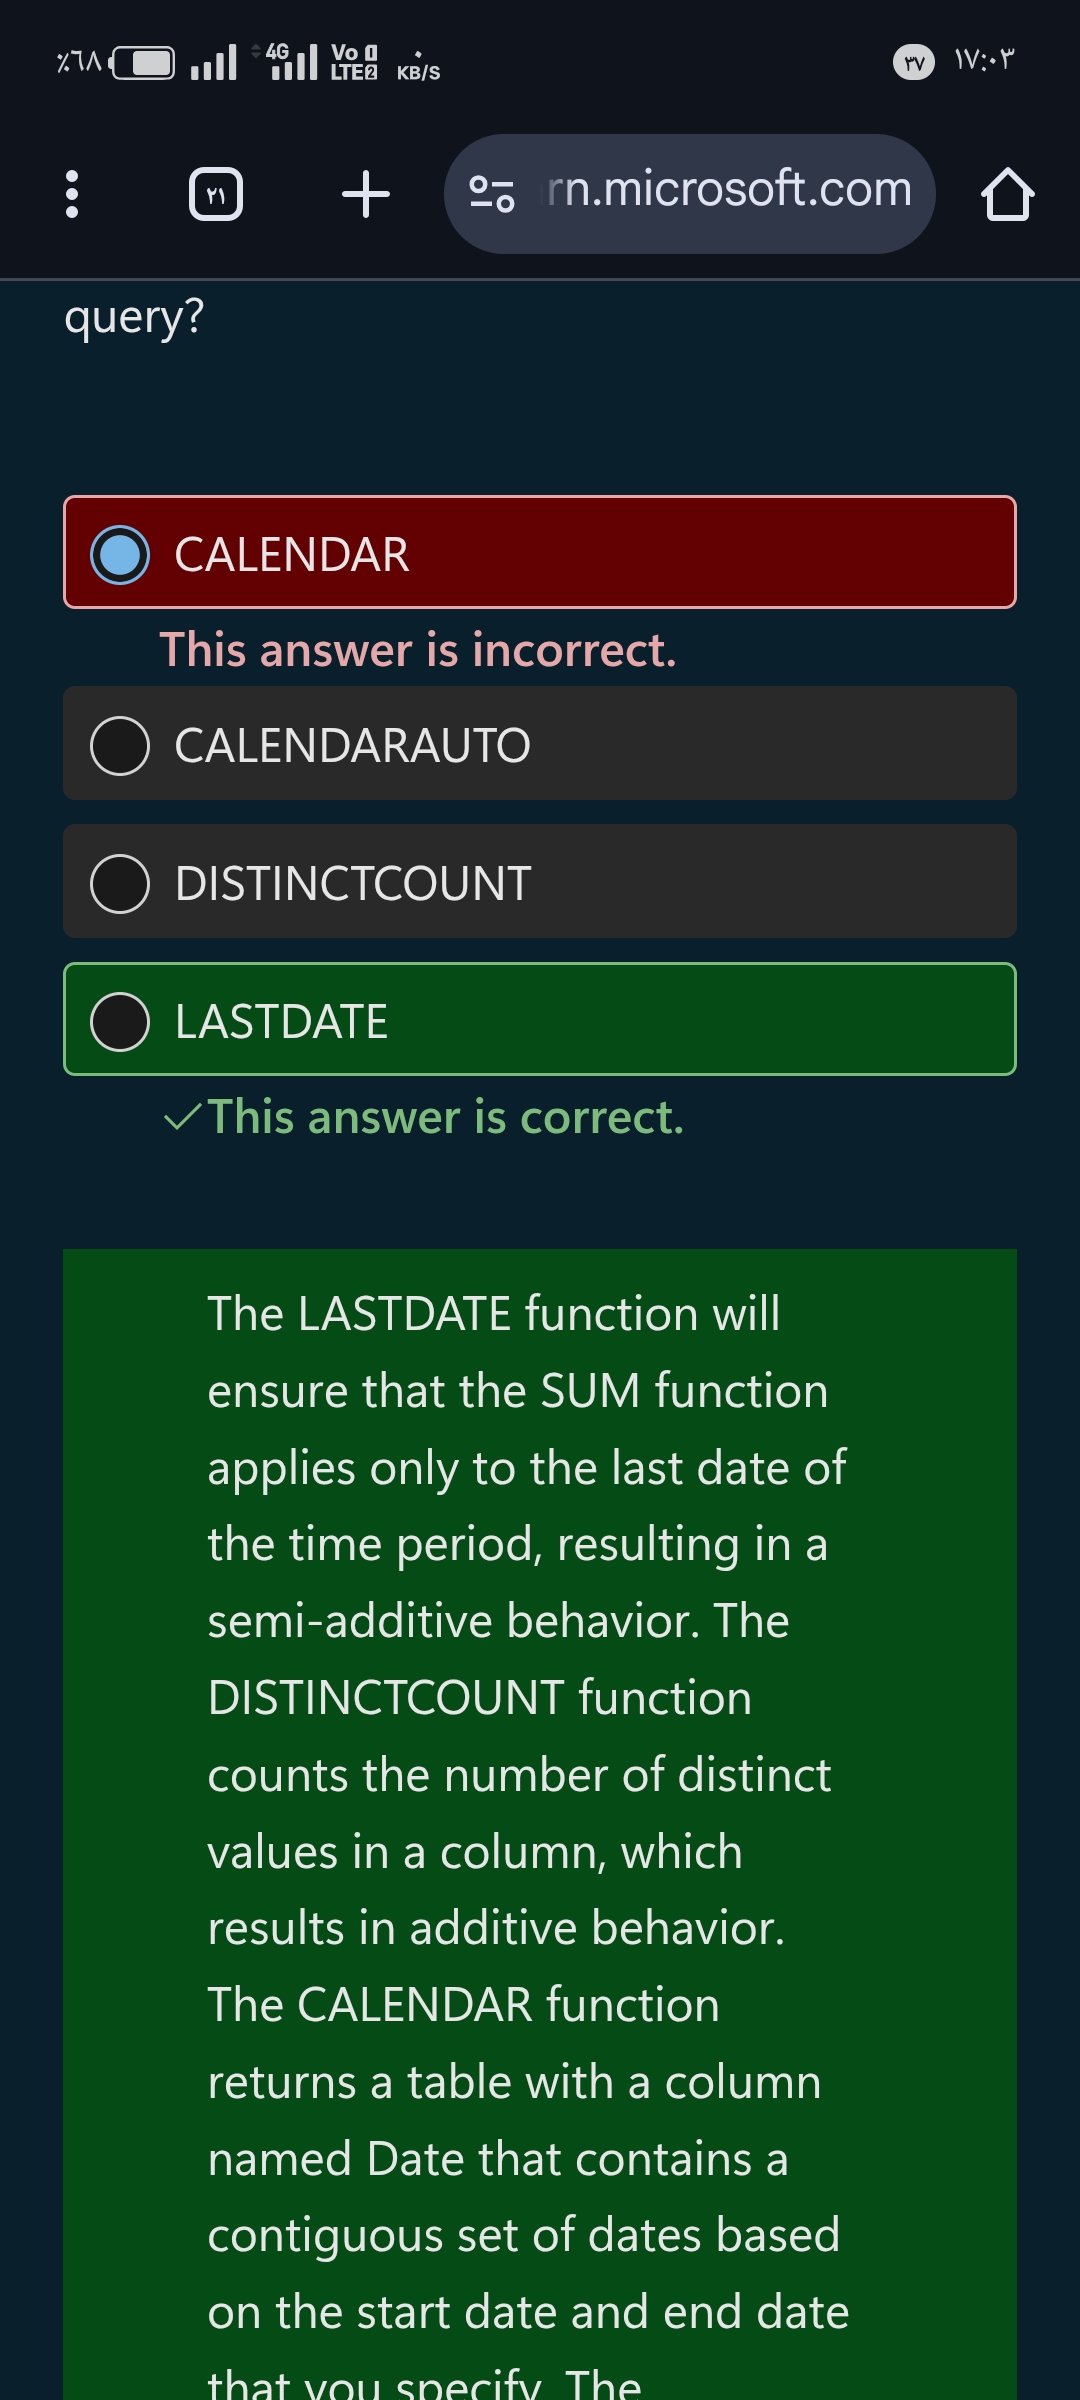 ٪٦٨ 4G Vo 1 LTE 2 ٠ KB/S ٣٧ ١٧:٠٣
٢١ rn.microsoft.com
query?
CALENDAR
This answer is incorrect.
CALENDARAUTO
DISTINCTCOUNT
LASTDATE
This answer is correct.
The LASTDATE function will
ensure that the SUM function
applies only to the last date of
the time period, resulting in a
semi-additive behavior. The
DISTINCTCOUNT function
counts the number of distinct
values in a column, which
results in additive behavior.
The CALENDAR function
returns a table with a column
named Date that contains a
contiguous set of dates based
on the start date and end date
that you specify. The